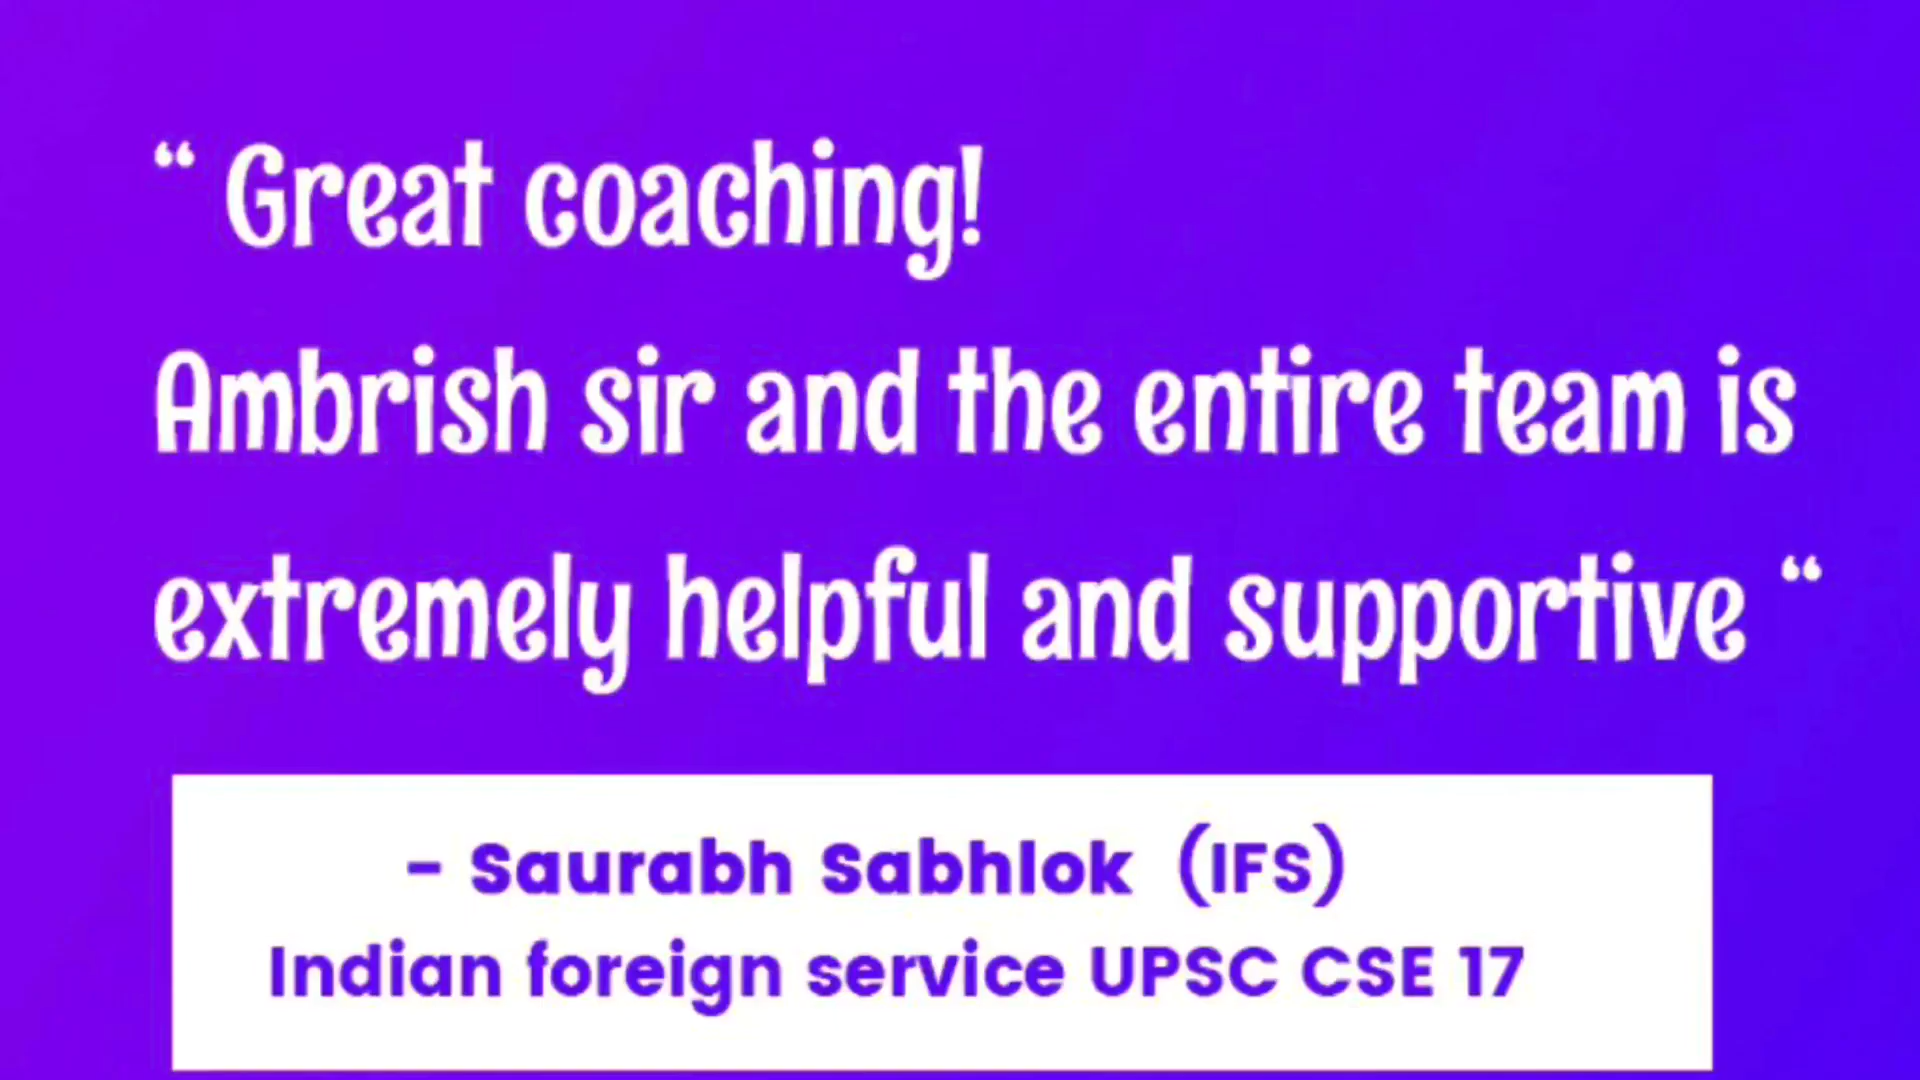 “ Great coaching!
Ambrish sir and the entire team is
extremely helpful and supportive “
- Saurabh Sabhlok (IFS)
Indian foreign service UPSC CSE 17